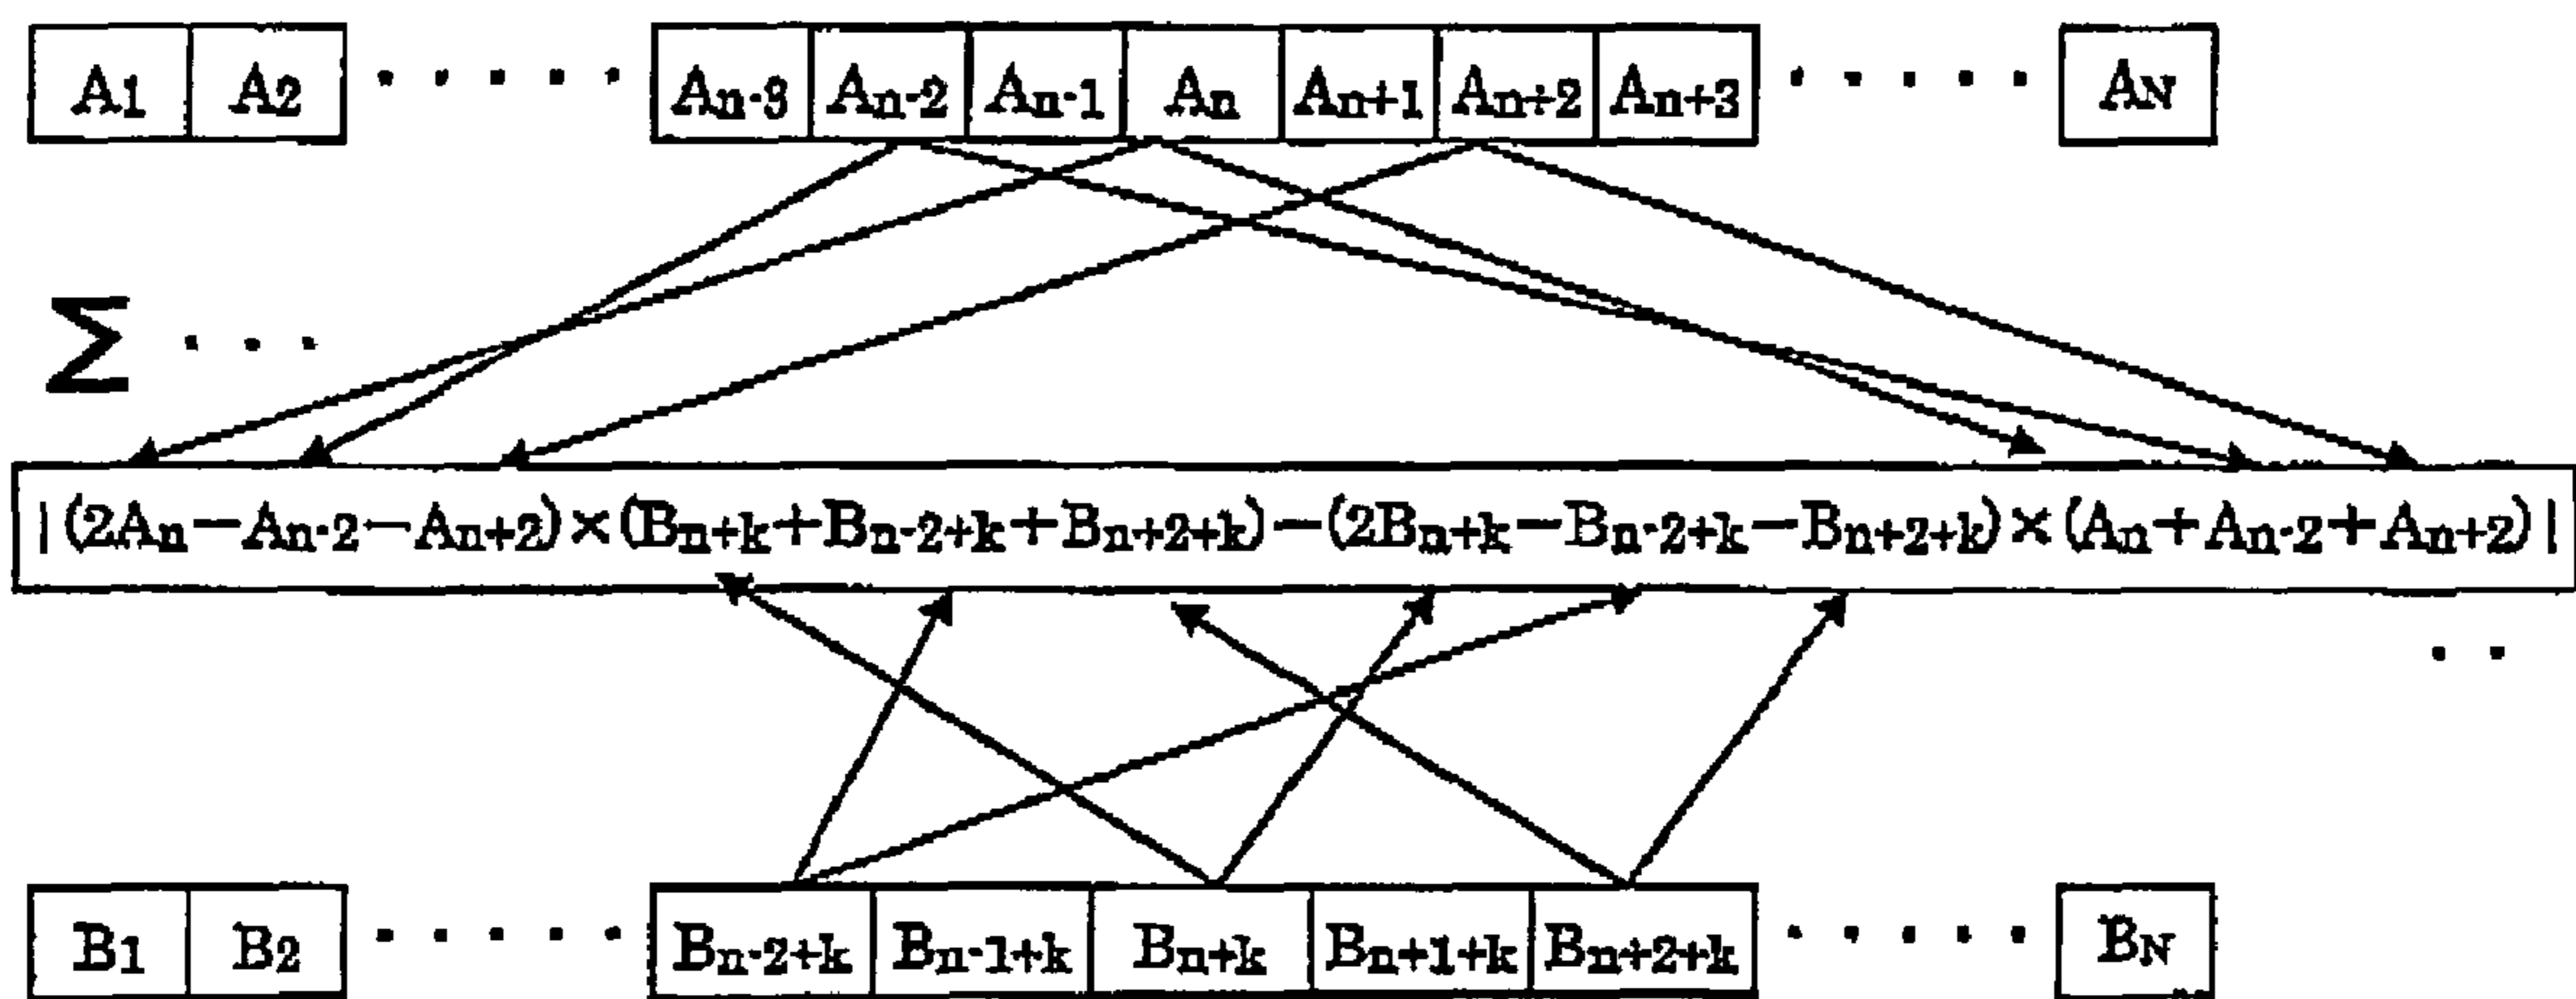 A1 A2 ····· An-3 An-2 An-1 An An+1 An+2 An+3 ····· AN
Σ ···
|(2An−An-2−An+2)×(Bn+k+Bn-2+k+Bn+2+k)−(2Bn+k−Bn-2+k−Bn+2+k)×(An+An-2+An+2)|
··
B1 B2 ····· Bn-2+k Bn-1+k Bn+k Bn+1+k Bn+2+k ····· BN